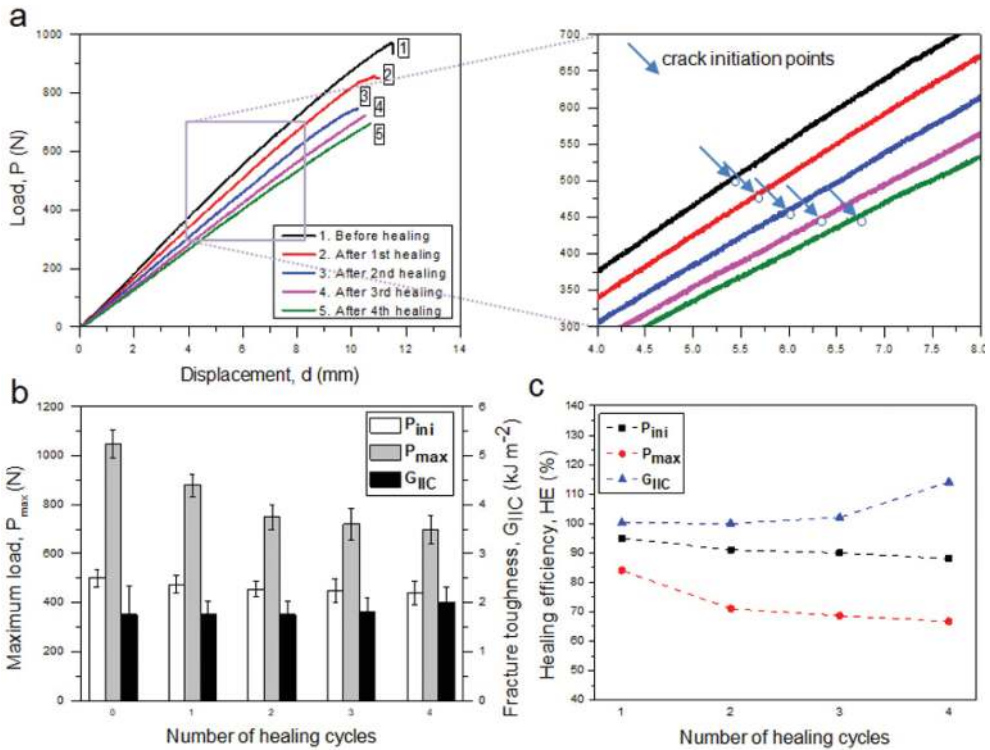 a
1000
800
600
400
200
0
Load, P (N)
0 2 4 6 8 10 12 14
Displacement, d (mm)
1
2
3
4
5
1. Before healing
2. After 1st healing
3. After 2nd healing
4. After 3rd healing
5. After 4th healing
700
650
600
550
500
450
400
350
300
crack initiation points
4.0 4.5 5.0 5.5 6.0 6.5 7.0 7.5 8.0
b
1200
1000
800
600
400
200
0
Maximum load, Pmax (N)
Pini
Pmax
GIIC
6
5
4
3
2
1
0
Fracture toughness, GIIC (kJ m-2)
0 1 2 3 4
Number of healing cycles
c
140
130
120
110
100
90
80
70
60
50
40
Healing efficiency, HE (%)
Pini
Pmax
GIIC
1 2 3 4
Number of healing cycles